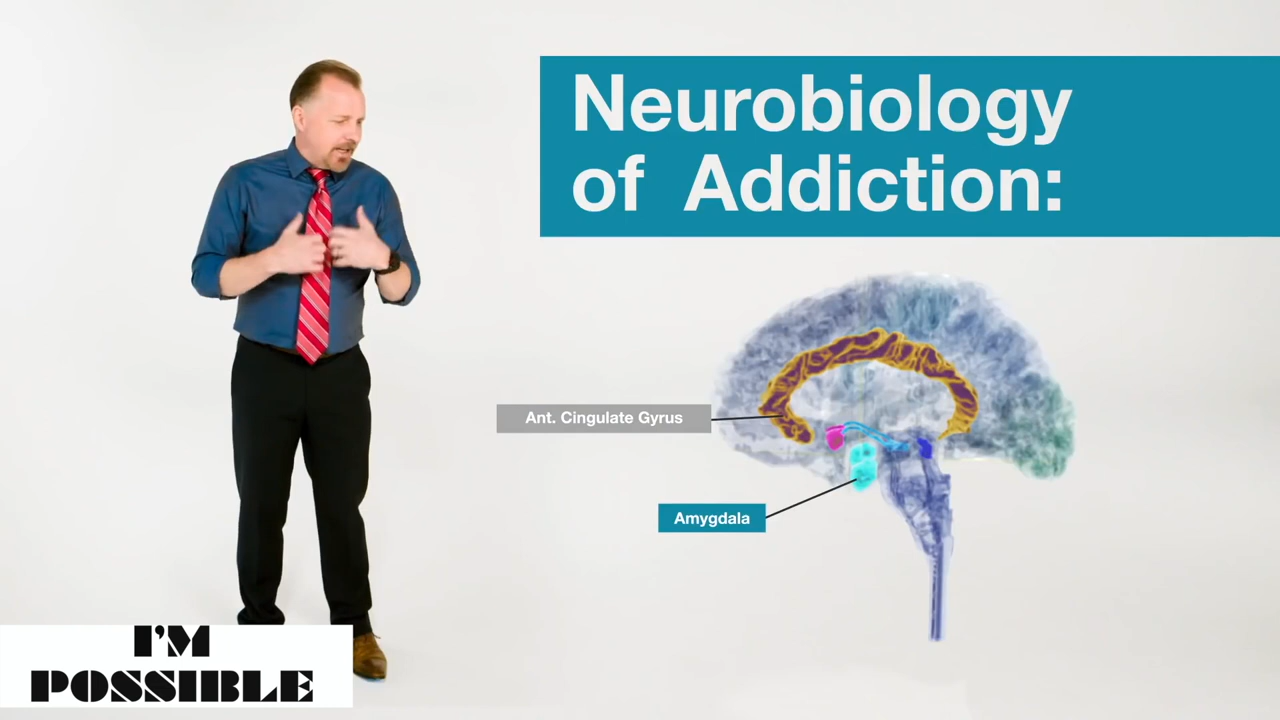 Neurobiology
of Addiction:
Ant. Cingulate Gyrus
Amygdala
I'M
POSSIBLE